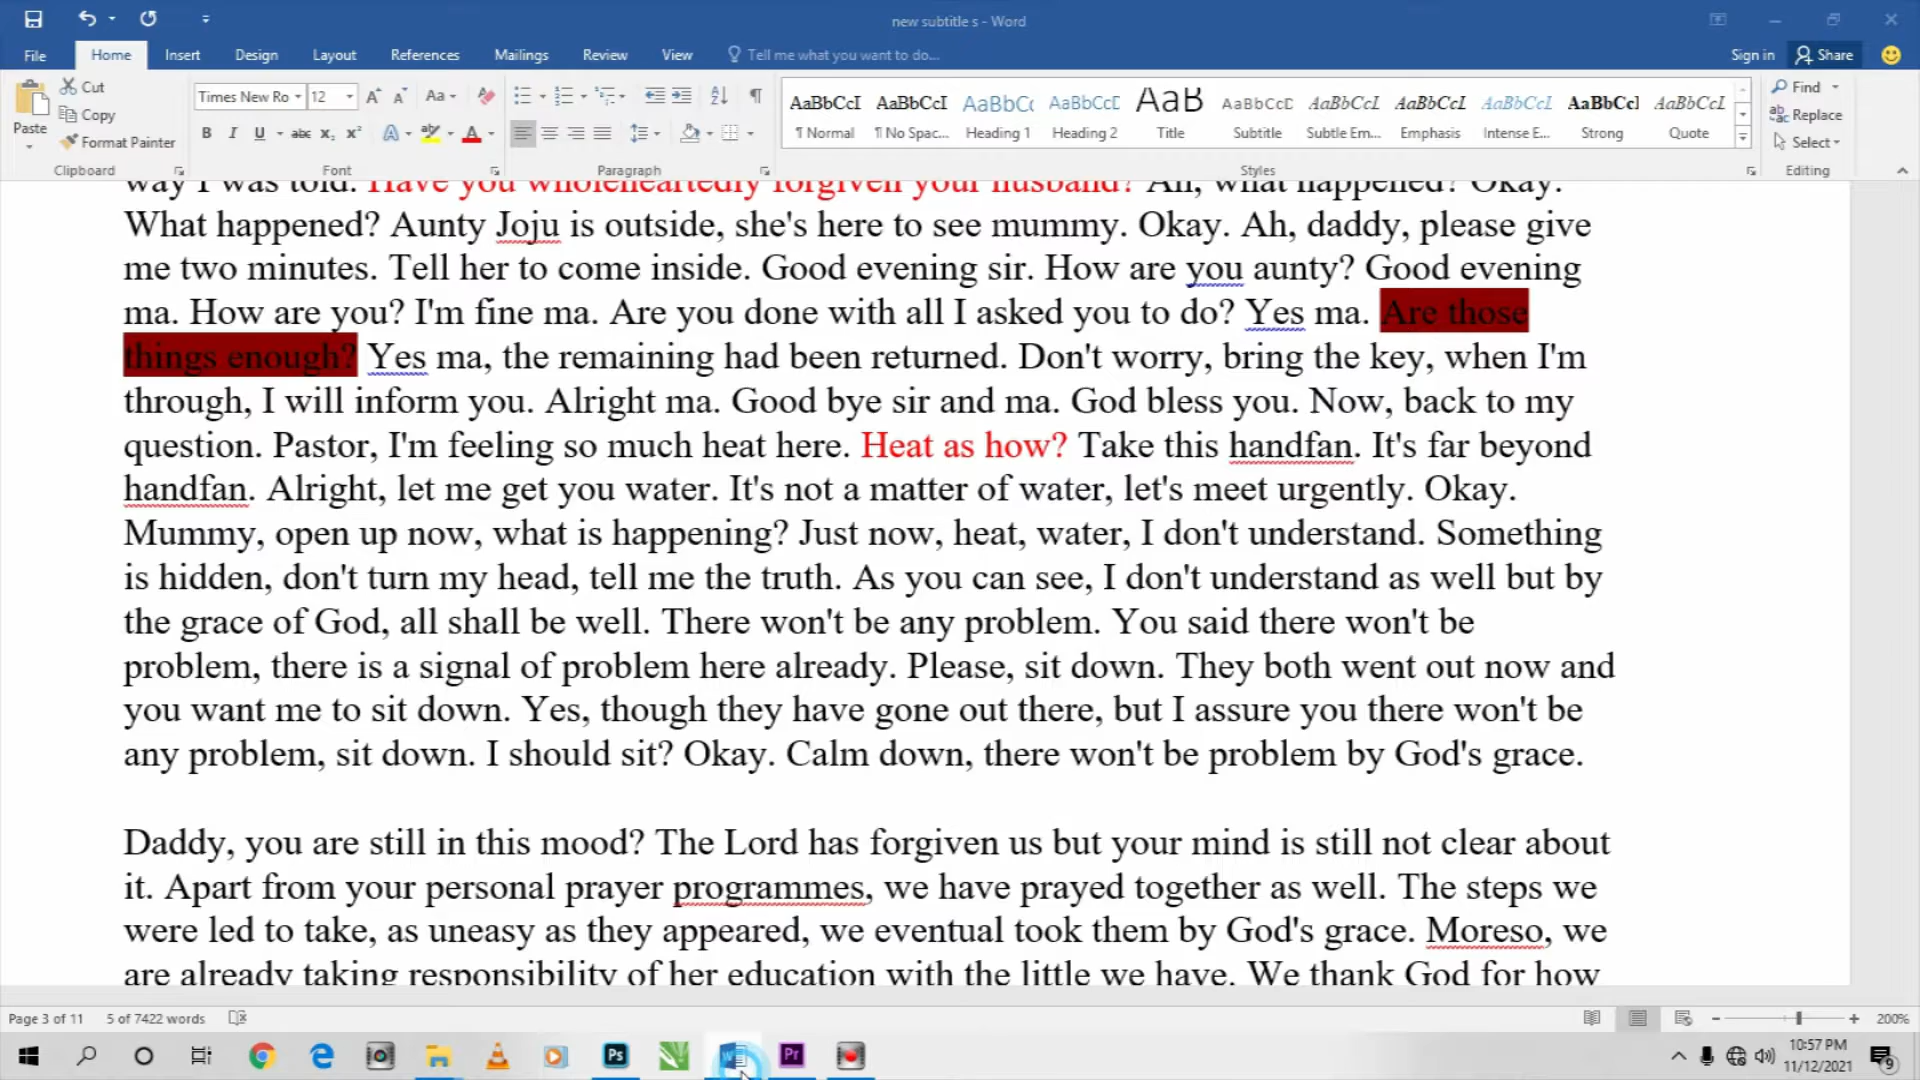 new subtitle s - Word
File Home Insert Design Layout References Mailings Review View Tell me what you want to do... Sign in Share
Paste Cut Copy Format Painter
Times New Ro 12 Aa
AaBbCcI AaBbCcI AaBbC AaBbCcD AaB AaBbCcD AaBbCcI AaBbCcI AaBbCcI AaBbCcI AaBbCcI
¶ Normal ¶ No Spac... Heading 1 Heading 2 Title Subtitle Subtle Em... Emphasis Intense E... Strong Quote
Find Replace Select
Clipboard Font Paragraph Styles Editing
way I was told. Have you wholeheartedly forgiven your husband? Ah, what happened? Okay.
What happened? Aunty Joju is outside, she's here to see mummy. Okay. Ah, daddy, please give
me two minutes. Tell her to come inside. Good evening sir. How are you aunty? Good evening
ma. How are you? I'm fine ma. Are you done with all I asked you to do? Yes ma. Are those
things enough? Yes ma, the remaining had been returned. Don't worry, bring the key, when I'm
through, I will inform you. Alright ma. Good bye sir and ma. God bless you. Now, back to my
question. Pastor, I'm feeling so much heat here. Heat as how? Take this handfan. It's far beyond
handfan. Alright, let me get you water. It's not a matter of water, let's meet urgently. Okay.
Mummy, open up now, what is happening? Just now, heat, water, I don't understand. Something
is hidden, don't turn my head, tell me the truth. As you can see, I don't understand as well but by
the grace of God, all shall be well. There won't be any problem. You said there won't be
problem, there is a signal of problem here already. Please, sit down. They both went out now and
you want me to sit down. Yes, though they have gone out there, but I assure you there won't be
any problem, sit down. I should sit? Okay. Calm down, there won't be problem by God's grace.
Daddy, you are still in this mood? The Lord has forgiven us but your mind is still not clear about
it. Apart from your personal prayer programmes, we have prayed together as well. The steps we
were led to take, as uneasy as they appeared, we eventual took them by God's grace. Moreso, we
are already taking responsibility of her education with the little we have. We thank God for how
Page 3 of 11 5 of 7422 words 200%
10:57 PM
11/12/2021